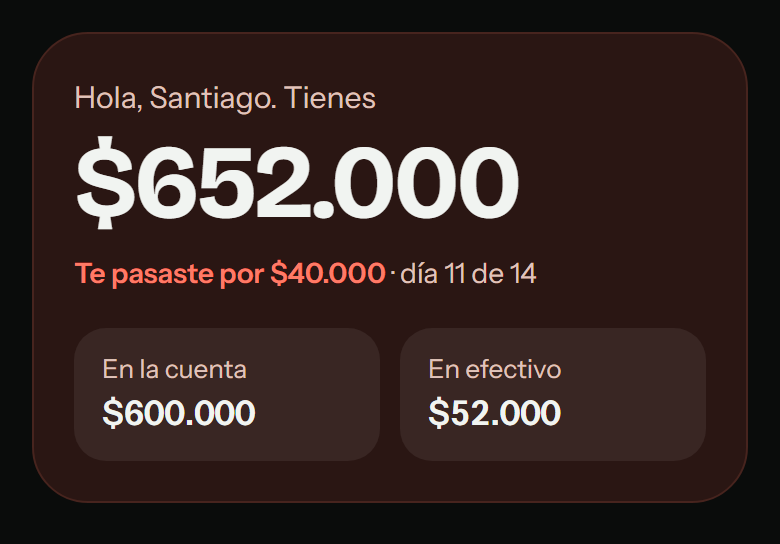 Hola, Santiago. Tienes
$652.000
Te pasaste por $40.000 · día 11 de 14
En la cuenta
$600.000
En efectivo
$52.000